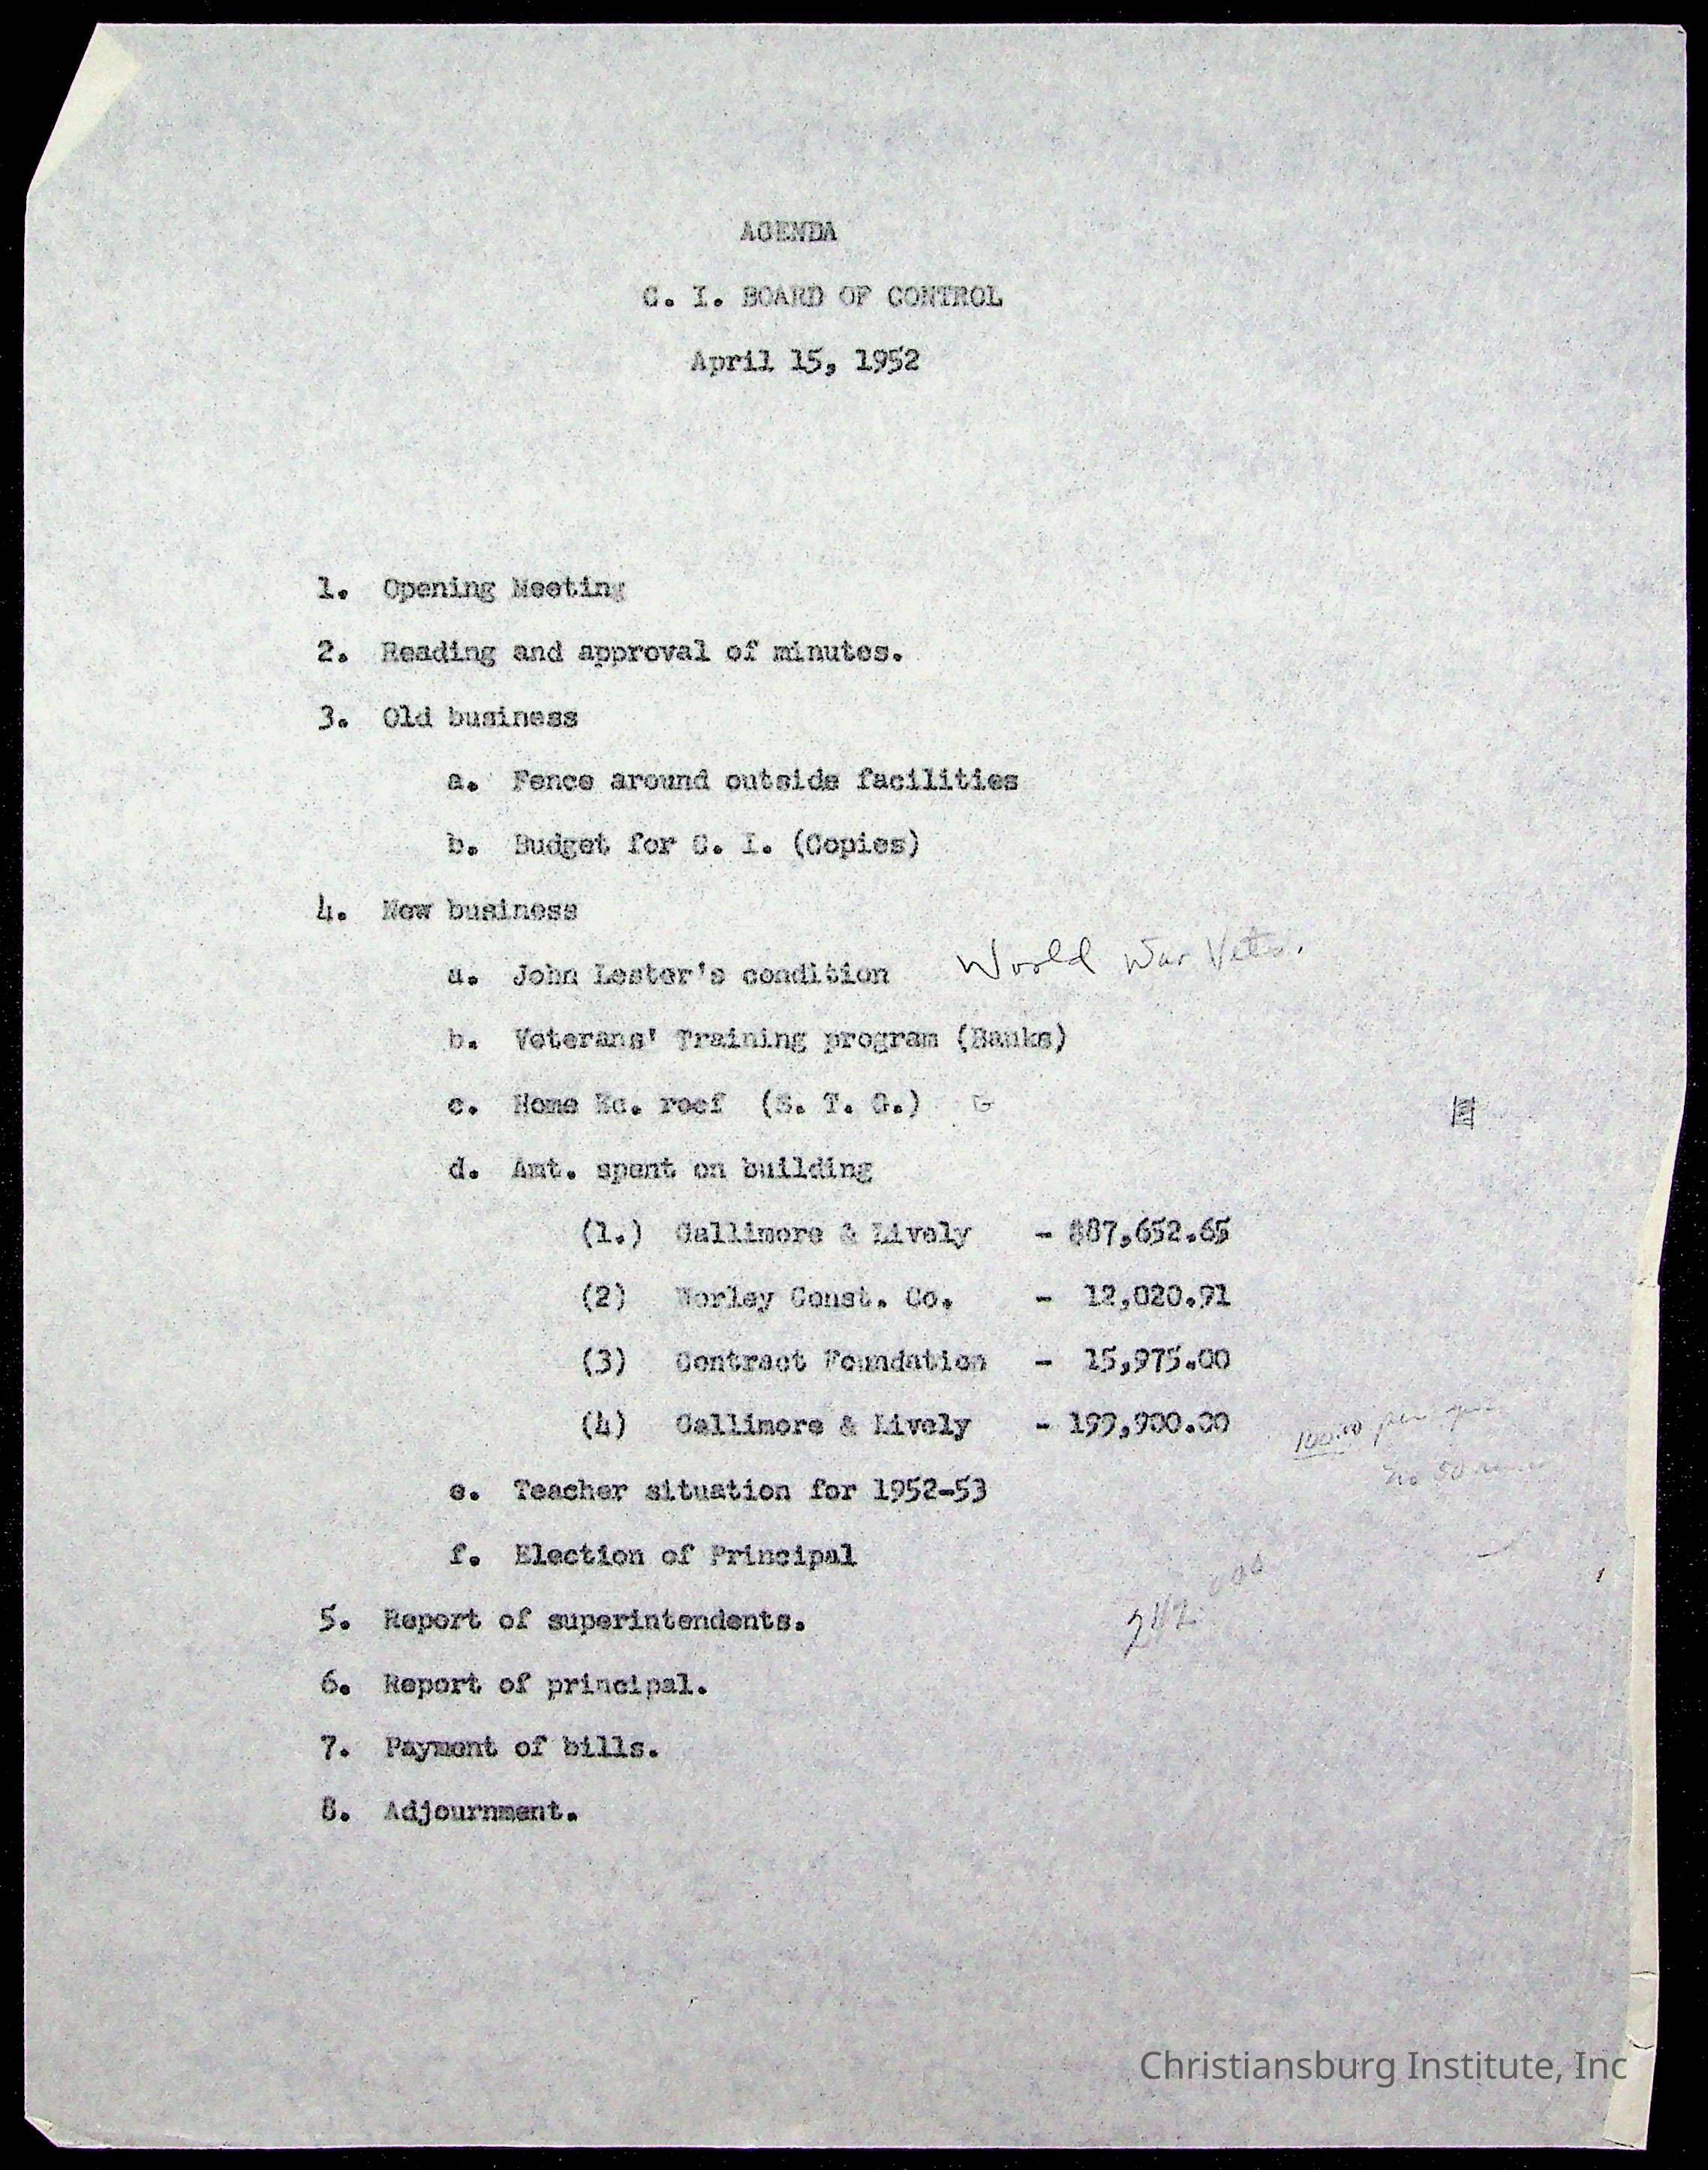 AGENDA
C. I. BOARD OF CONTROL
April 15, 1952
1. Opening Meeting
2. Reading and approval of minutes.
3. Old business
a. Fence around outside facilities
b. Budget for C. I. (Copies)
4. New business
World War Vets.
a. John Lester's condition
b. Veterans' Training program (Banks)
c. Home Ec. roof (S. T. G.)
d. Amt. spent on building
(1.) Gallimore & Lively - $87,652.65
(2) Worley Const. Co. - 12,020.91
(3) Contract Foundation - 15,975.00
(4) Gallimore & Lively - 199,900.00
100.00 per
e. Teacher situation for 1952-53
f. Election of Principal
5. Report of superintendents.
6. Report of principal.
7. Payment of bills.
8. Adjournment.
Christiansburg Institute, Inc